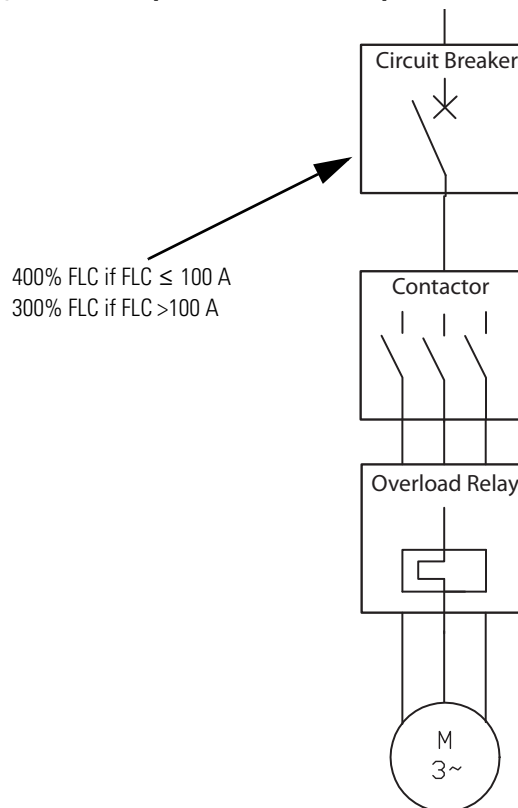 Circuit Breaker
400% FLC if FLC ≤ 100 A
300% FLC if FLC >100 A
Contactor
Overload Relay
M
3~